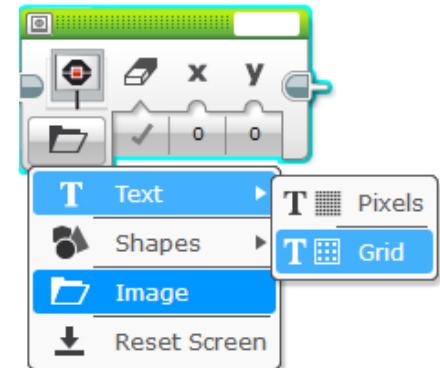 x y
0 0
T Text
T Pixels
Shapes
T Grid
Image
Reset Screen